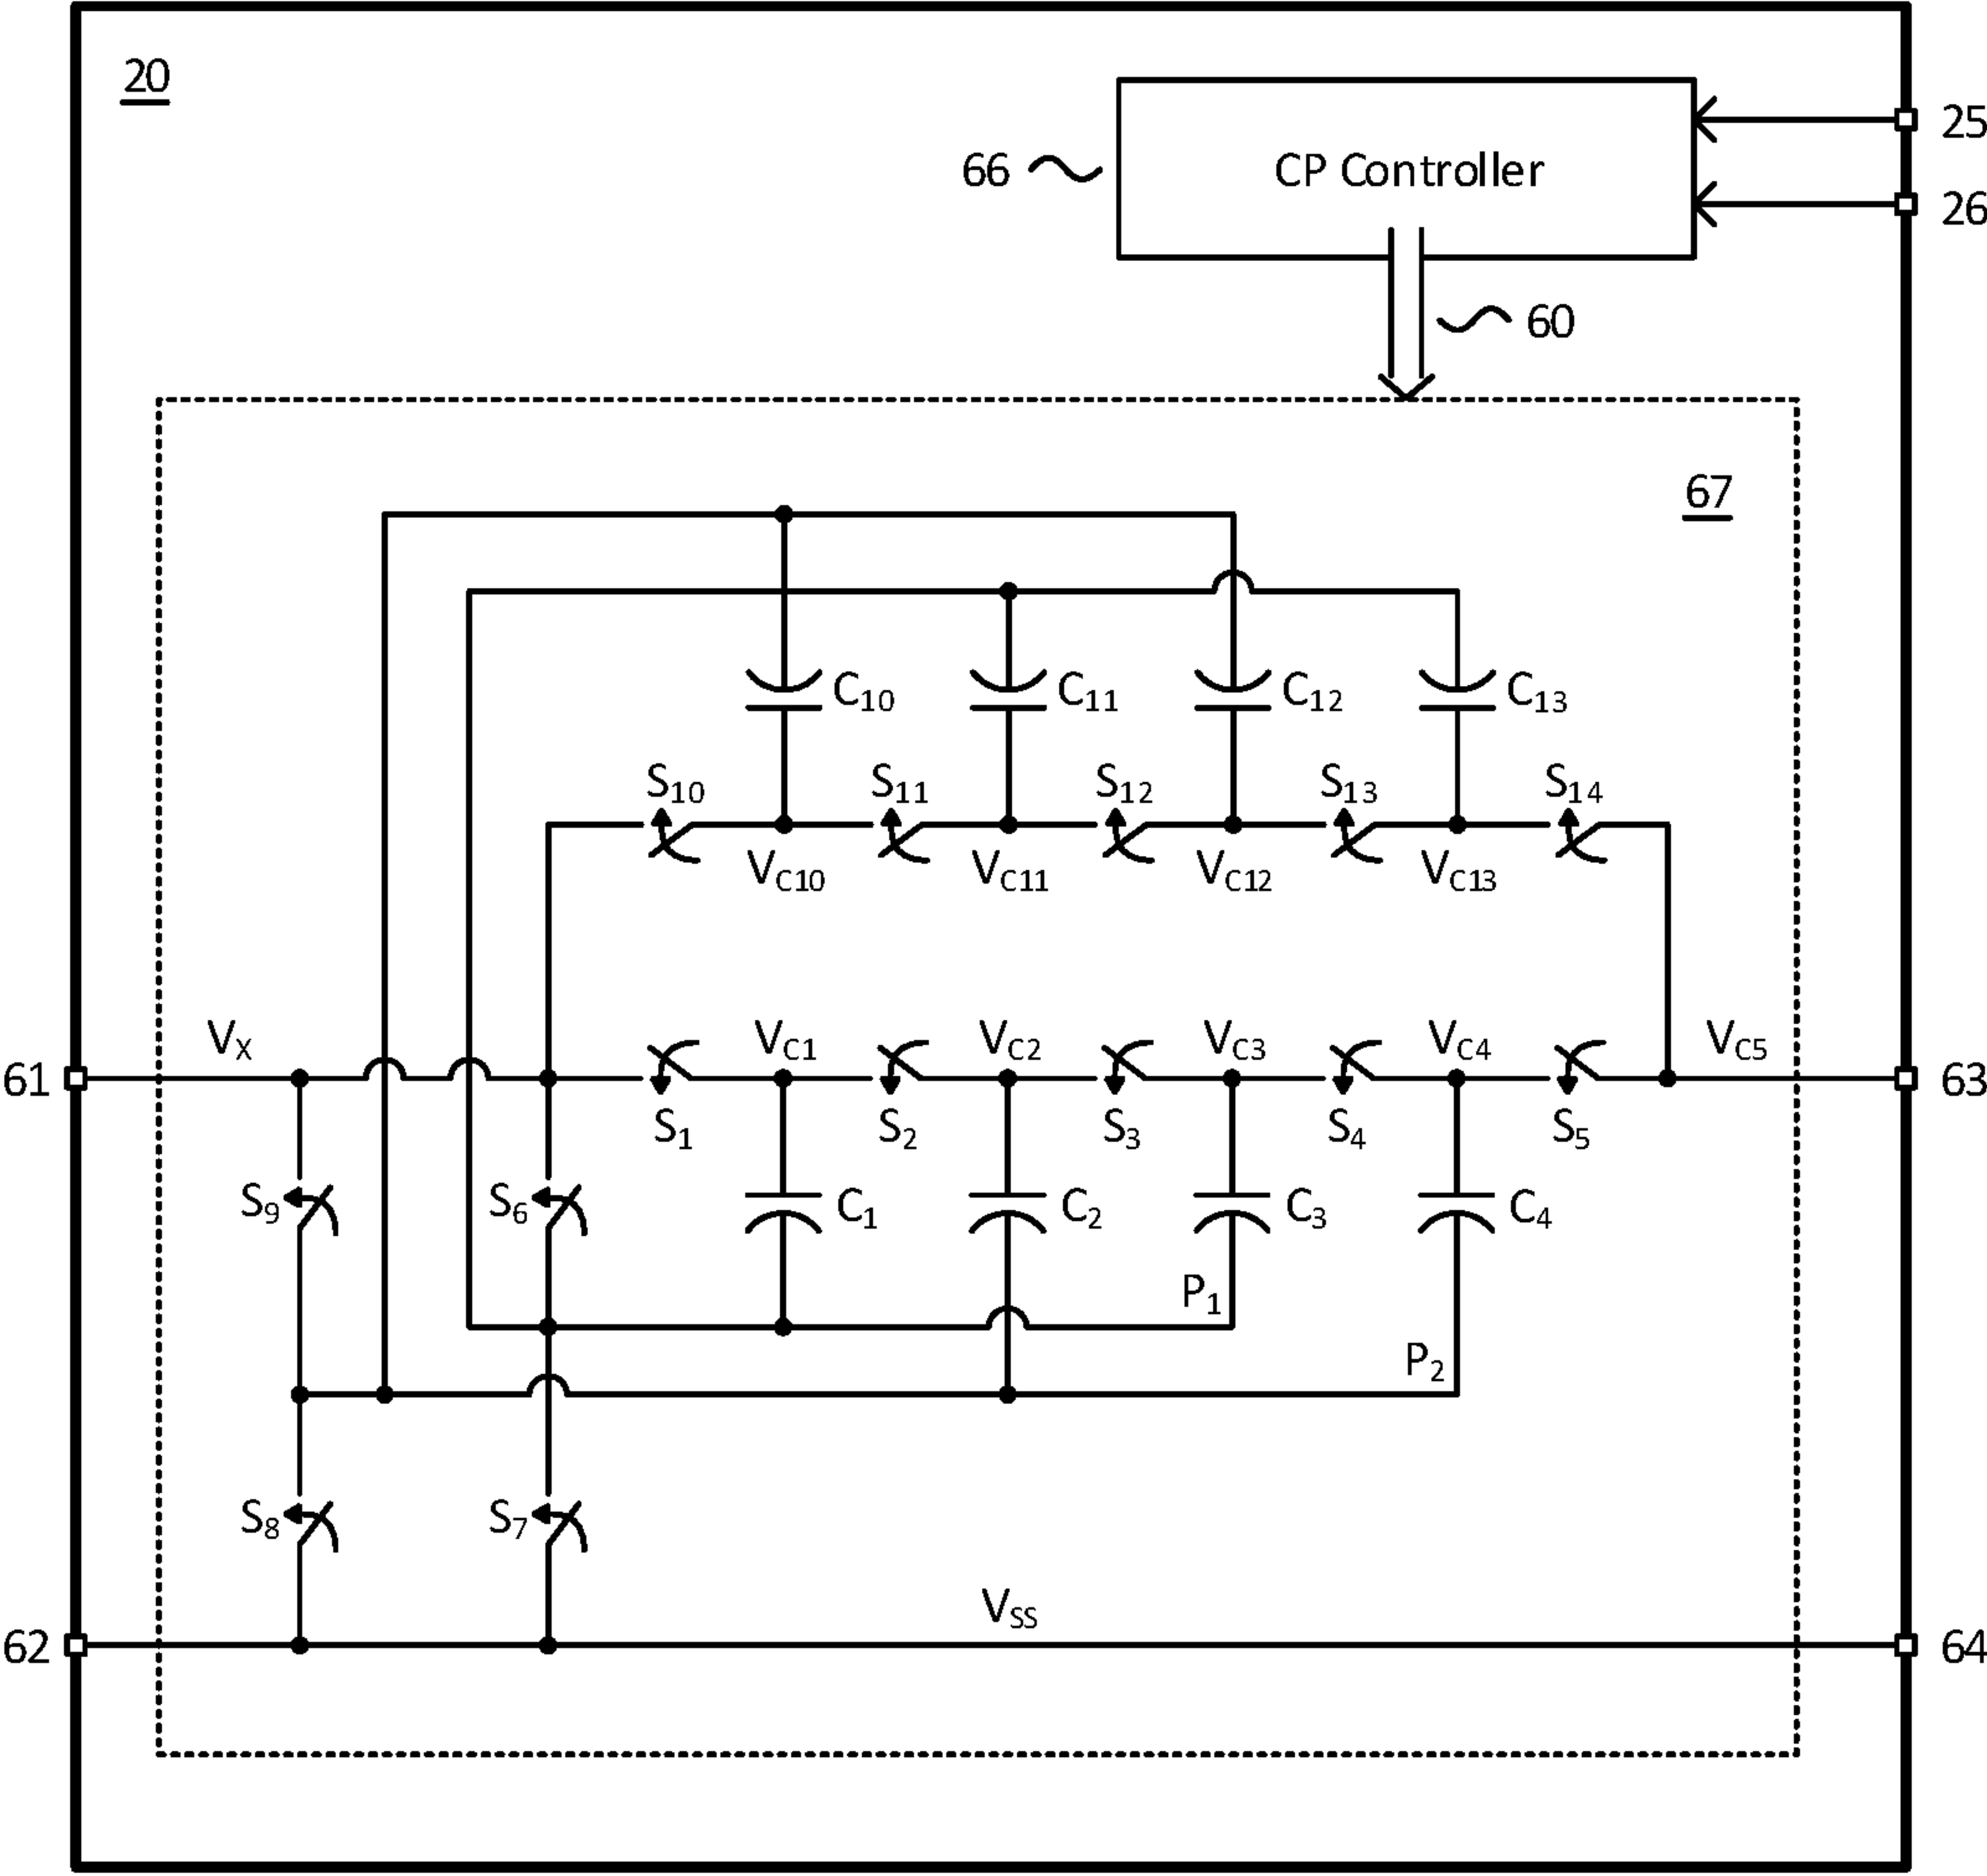 20
25
66
CP Controller
26
60
67
C10
C11
C12
C13
S10
S11
S12
S13
S14
VC10
VC11
VC12
VC13
VX
VC1
VC2
VC3
VC4
VC5
61
63
S1
S2
S3
S4
S5
S9
S6
C1
C2
C3
C4
P1
P2
S8
S7
VSS
62
64